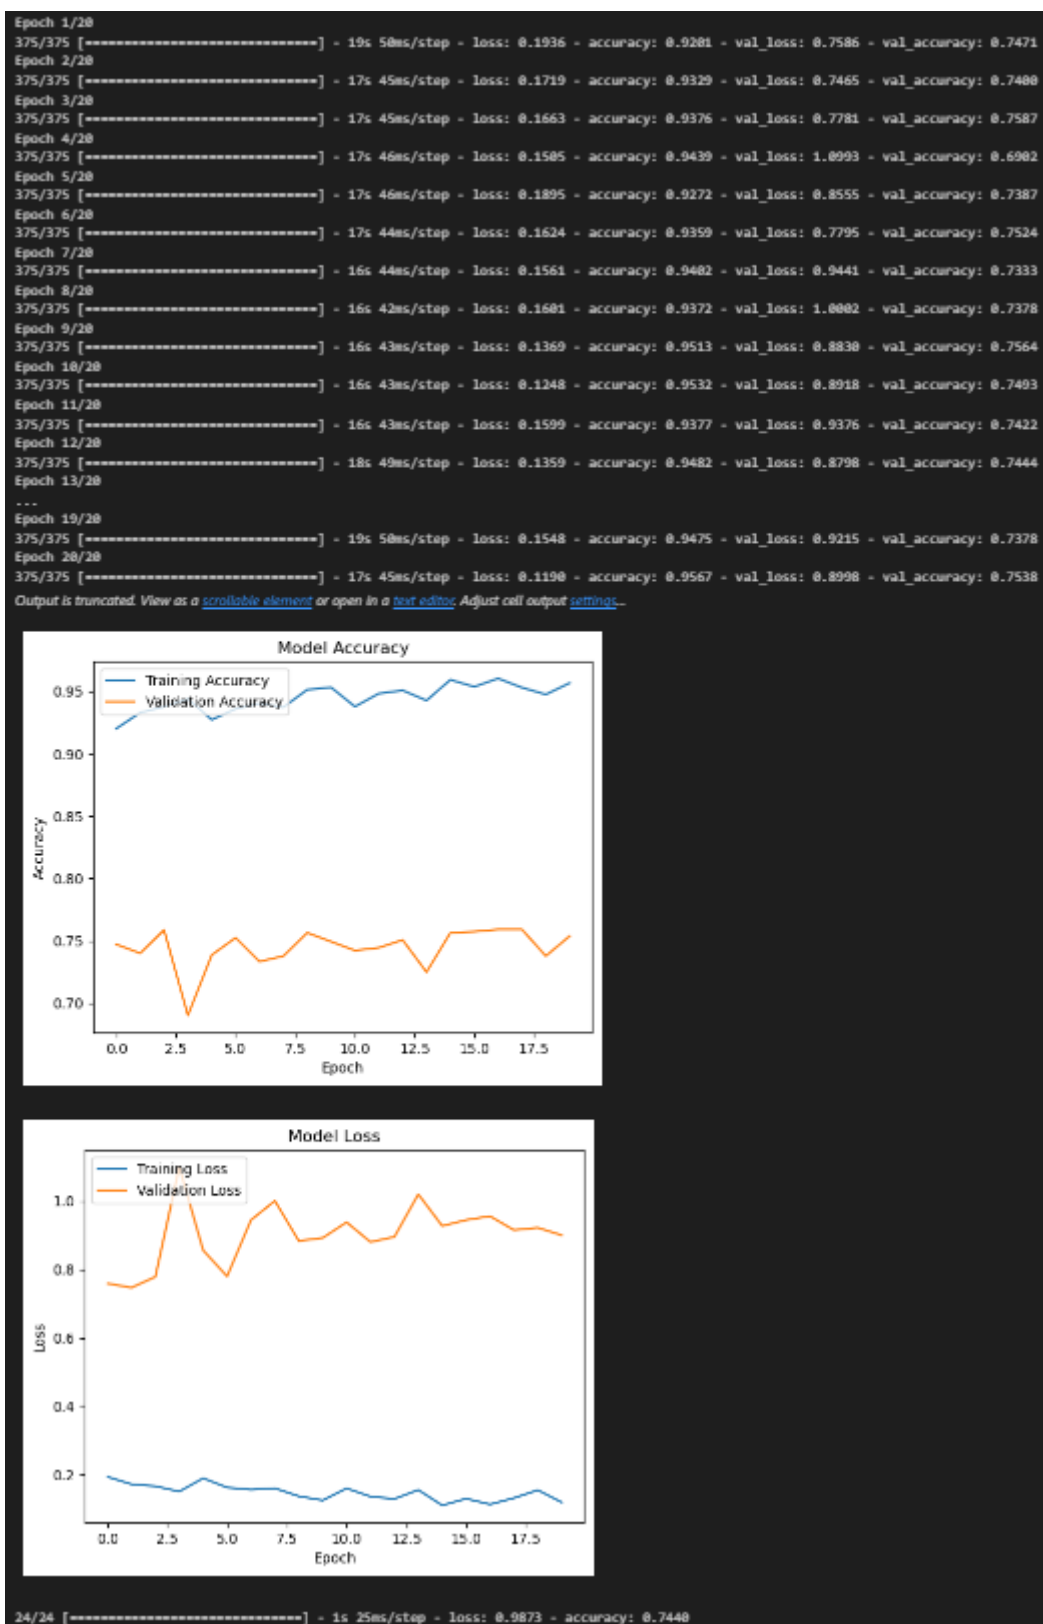 Epoch 1/20
375/375 [==============================] - 19s 50ms/step - loss: 0.1936 - accuracy: 0.9201 - val_loss: 0.7586 - val_accuracy: 0.7471
Epoch 2/20
375/375 [==============================] - 17s 45ms/step - loss: 0.1719 - accuracy: 0.9329 - val_loss: 0.7465 - val_accuracy: 0.7400
Epoch 3/20
375/375 [==============================] - 17s 45ms/step - loss: 0.1663 - accuracy: 0.9376 - val_loss: 0.7781 - val_accuracy: 0.7587
Epoch 4/20
375/375 [==============================] - 17s 46ms/step - loss: 0.1505 - accuracy: 0.9439 - val_loss: 1.0993 - val_accuracy: 0.6902
Epoch 5/20
375/375 [==============================] - 17s 46ms/step - loss: 0.1895 - accuracy: 0.9272 - val_loss: 0.8555 - val_accuracy: 0.7387
Epoch 6/20
375/375 [==============================] - 17s 44ms/step - loss: 0.1624 - accuracy: 0.9359 - val_loss: 0.7795 - val_accuracy: 0.7524
Epoch 7/20
375/375 [==============================] - 16s 44ms/step - loss: 0.1561 - accuracy: 0.9402 - val_loss: 0.9441 - val_accuracy: 0.7333
Epoch 8/20
375/375 [==============================] - 16s 42ms/step - loss: 0.1601 - accuracy: 0.9372 - val_loss: 1.0002 - val_accuracy: 0.7378
Epoch 9/20
375/375 [==============================] - 16s 43ms/step - loss: 0.1369 - accuracy: 0.9513 - val_loss: 0.8830 - val_accuracy: 0.7564
Epoch 10/20
375/375 [==============================] - 16s 43ms/step - loss: 0.1248 - accuracy: 0.9532 - val_loss: 0.8918 - val_accuracy: 0.7493
Epoch 11/20
375/375 [==============================] - 16s 43ms/step - loss: 0.1599 - accuracy: 0.9377 - val_loss: 0.9376 - val_accuracy: 0.7422
Epoch 12/20
375/375 [==============================] - 18s 49ms/step - loss: 0.1359 - accuracy: 0.9482 - val_loss: 0.8798 - val_accuracy: 0.7444
Epoch 13/20
...
Epoch 19/20
375/375 [==============================] - 19s 50ms/step - loss: 0.1548 - accuracy: 0.9475 - val_loss: 0.9215 - val_accuracy: 0.7378
Epoch 20/20
375/375 [==============================] - 17s 45ms/step - loss: 0.1190 - accuracy: 0.9567 - val_loss: 0.8998 - val_accuracy: 0.7538
Output is truncated. View as a scrollable element or open in a text editor. Adjust cell output settings...
Model Accuracy
Training Accuracy
Validation Accuracy
0.95
0.90
0.85
0.80
0.75
0.70
Accuracy
0.0 2.5 5.0 7.5 10.0 12.5 15.0 17.5
Epoch
Model Loss
Training Loss
Validation Loss
1.0
0.8
0.6
0.4
0.2
Loss
0.0 2.5 5.0 7.5 10.0 12.5 15.0 17.5
Epoch
24/24 [==============================] - 1s 25ms/step - loss: 0.9873 - accuracy: 0.7440